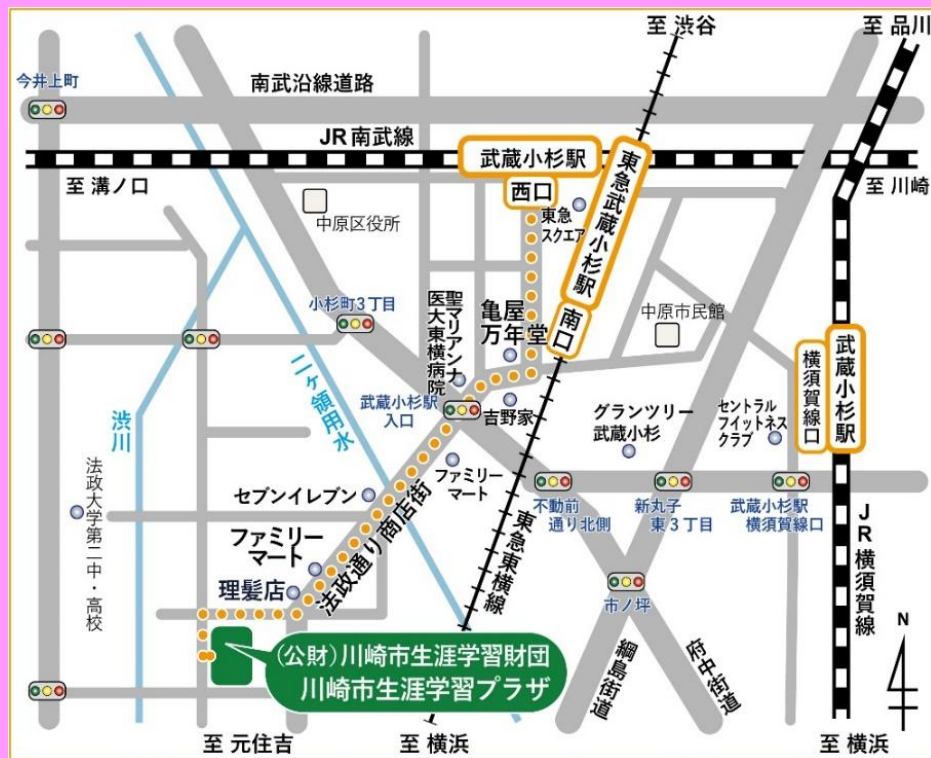 至 渋谷
至 品川
今井上町
南武沿線道路
JR南武線
武蔵小杉駅
西口
至 溝ノ口
至 川崎
中原区役所
東急
スクエア
東急武蔵小杉駅
南口
小杉町3丁目
聖マリアンナ
医大東横病院
亀屋
万年堂
中原市民館
武蔵小杉駅
横須賀線口
武蔵小杉駅
入口
吉野家
グランツリー
武蔵小杉
セントラル
フィットネス
クラブ
渋川
二ヶ領用水
法政大学第二中・高校
セブンイレブン
ファミリー
マート
不動前
通り北側
新丸子
東3丁目
武蔵小杉駅
横須賀線口
ファミリー
マート
法政通り商店街
東急東横線
JR横須賀線
理髪店
市ノ坪
N
(公財)川崎市生涯学習財団
川崎市生涯学習プラザ
綱島街道
府中街道
至 元住吉
至 横浜
至 横浜